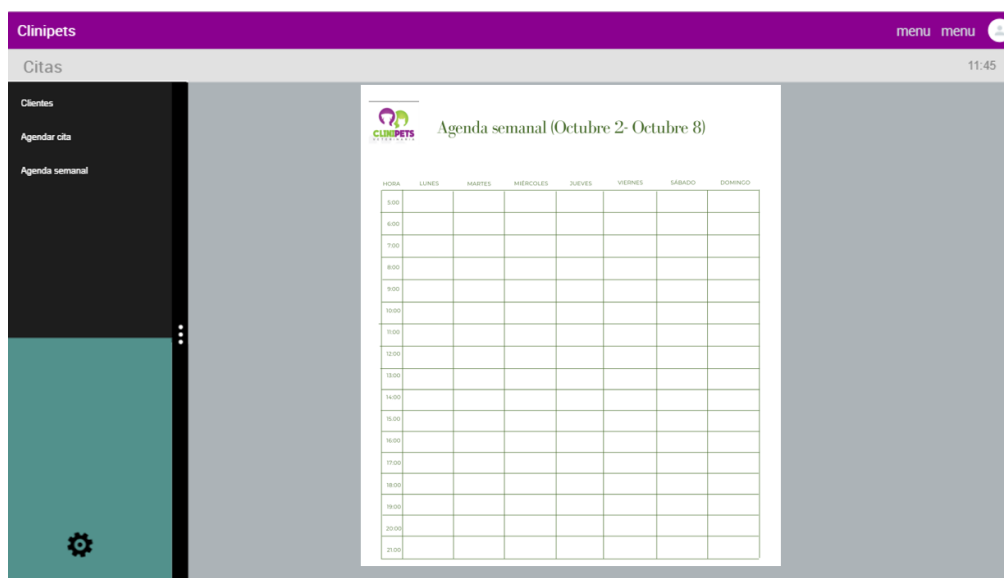 Clinipets
menu menu
Citas
11:45
Clientes
Agendar cita
Agenda semanal
CLINIPETS
VETERINARIA
Agenda semanal (Octubre 2- Octubre 8)
HORA LUNES MARTES MIÉRCOLES JUEVES VIERNES SÁBADO DOMINGO
5:00
6:00
7:00
8:00
9:00
10:00
11:00
12:00
13:00
14:00
15:00
16:00
17:00
18:00
19:00
20:00
21:00